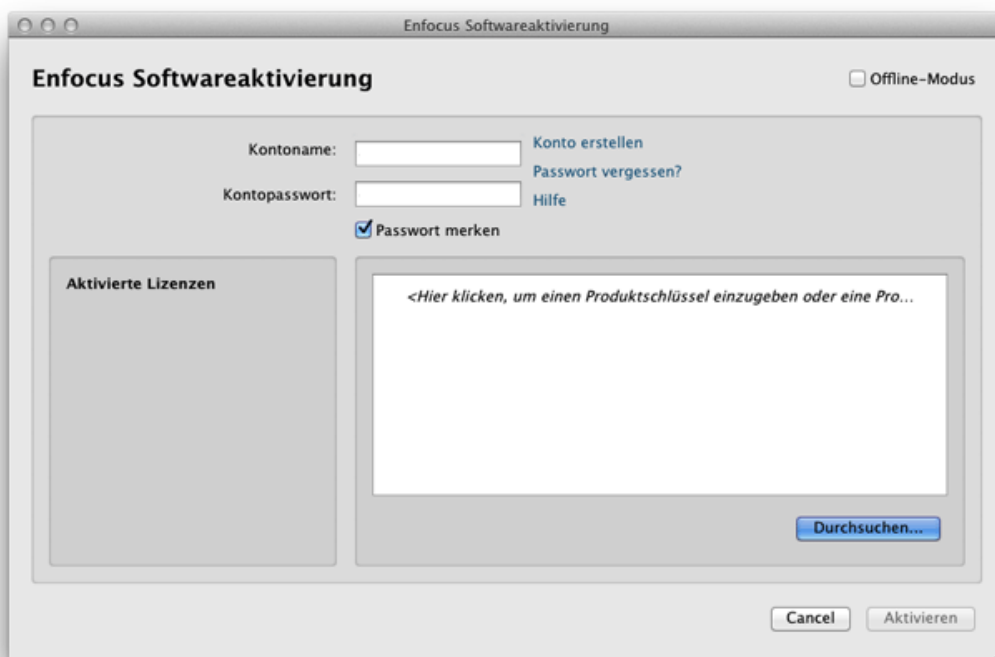 Enfocus Softwareaktivierung
Enfocus Softwareaktivierung
Offline-Modus
Kontoname:
Konto erstellen
Passwort vergessen?
Kontopasswort:
Hilfe
Passwort merken
Aktivierte Lizenzen
<Hier klicken, um einen Produktschlüssel einzugeben oder eine Pro...
Durchsuchen...
Cancel
Aktivieren